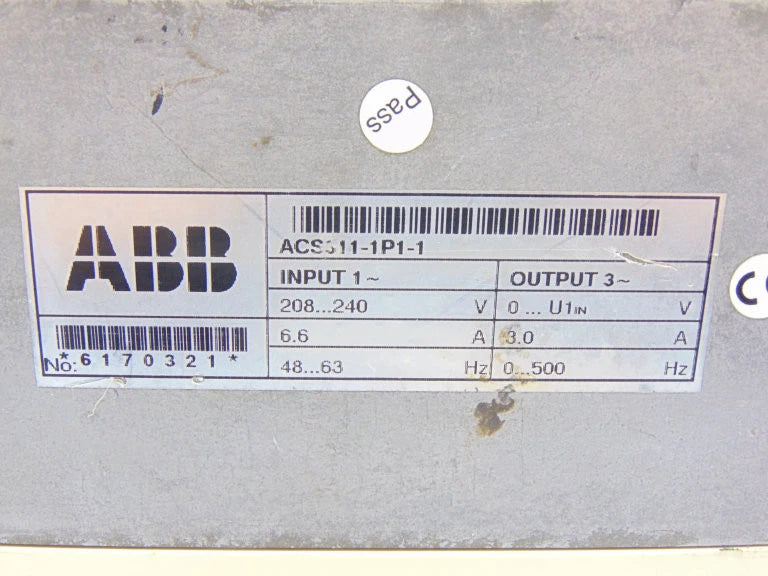 Pass
ABB
ACS311-1P1-1
INPUT 1~ OUTPUT 3~
208...240 V 0 ... U1IN V
6.6 A 3.0 A
48...63 Hz 0...500 Hz
No: *6170321*